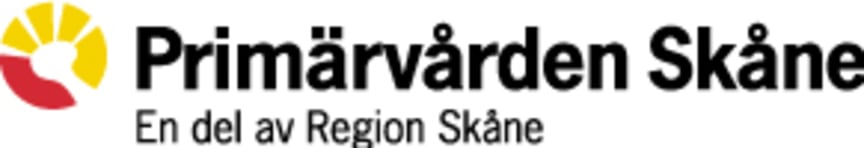 Primärvården Skåne
En del av Region Skåne